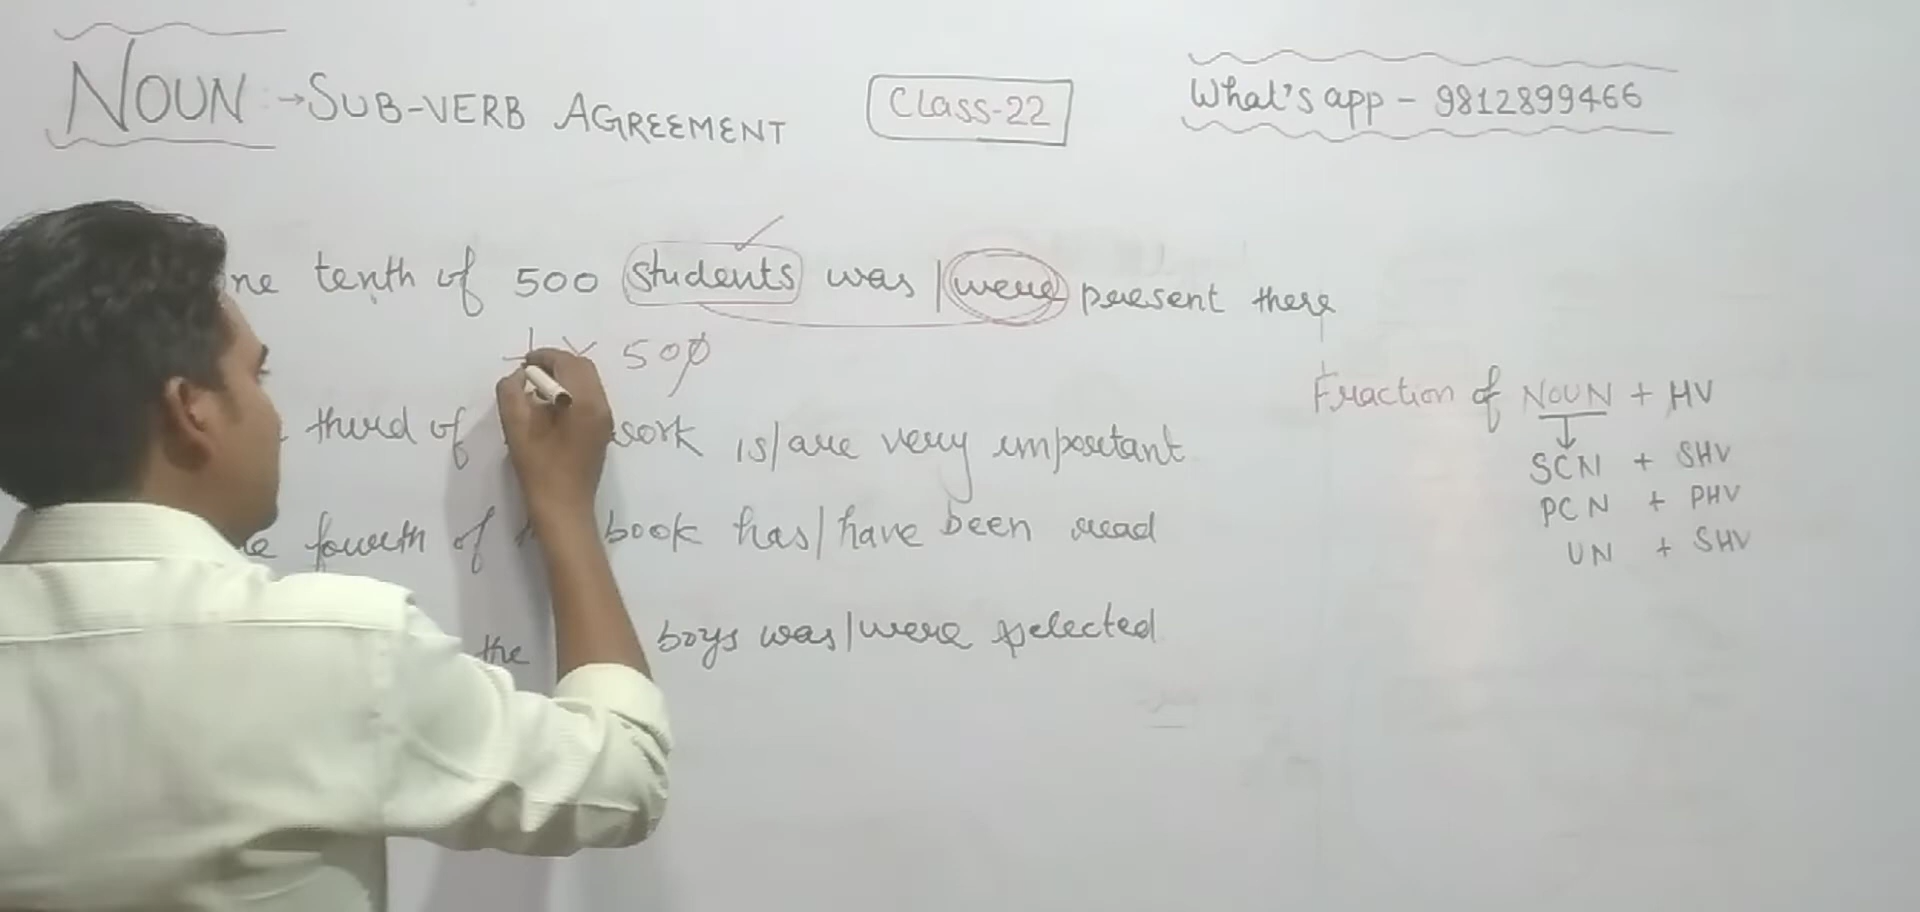 NOUN → SUB-VERB AGREEMENT
Class-22
What's app - 9812899466
ne tenth of 500 students was/were present there
1 × 500
third of work is/are very important
fourth of book has/have been read
the boys was/were selected
Fraction of NOUN + HV
↓
SCN + SHV
PCN + PHV
UN + SHV